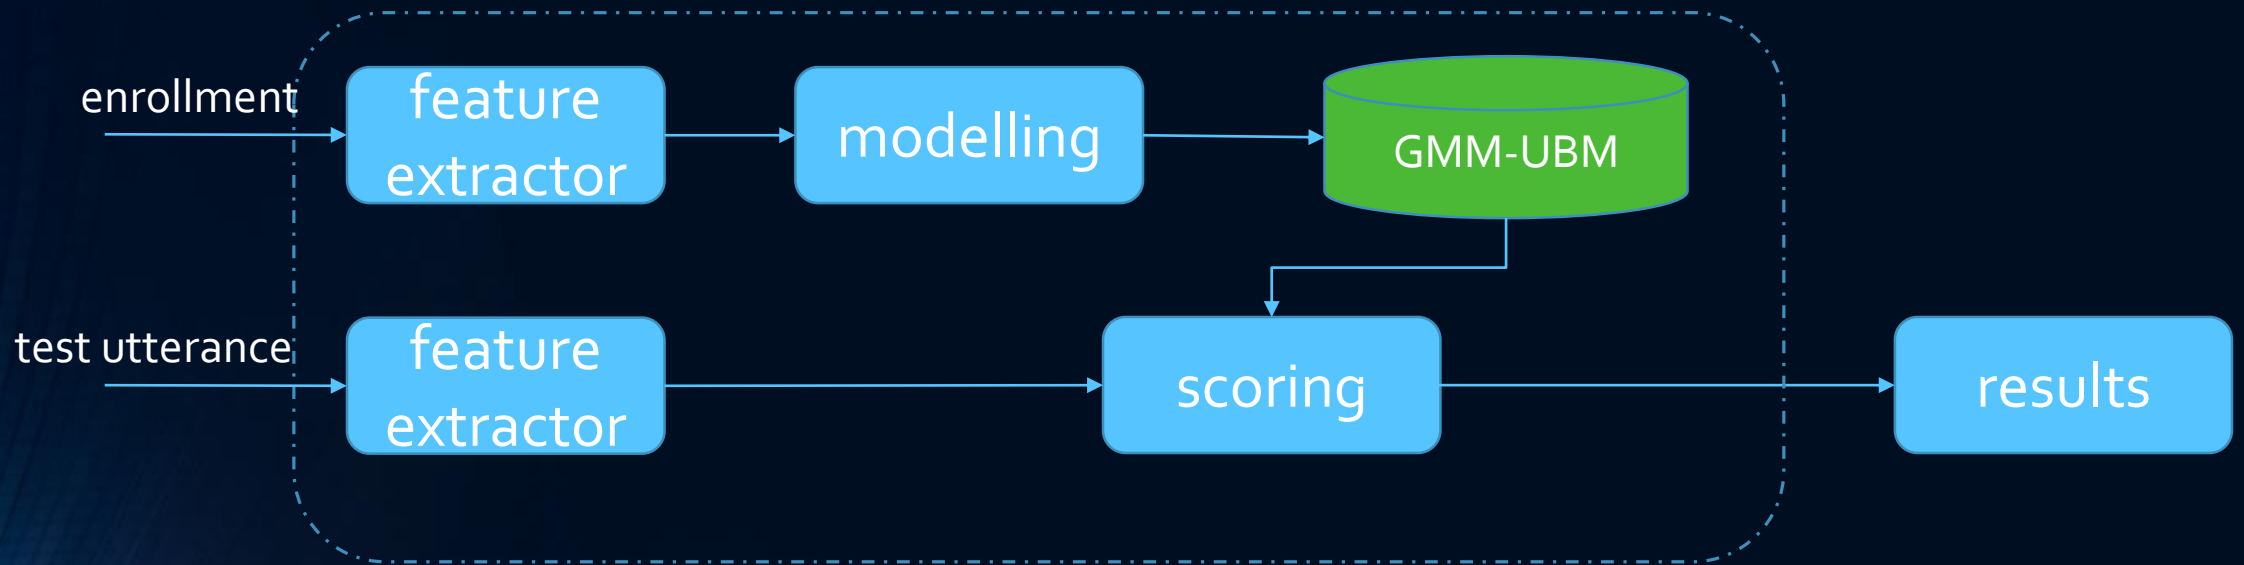 enrollment
feature
extractor
modelling
GMM-UBM
test utterance
feature
extractor
scoring
results